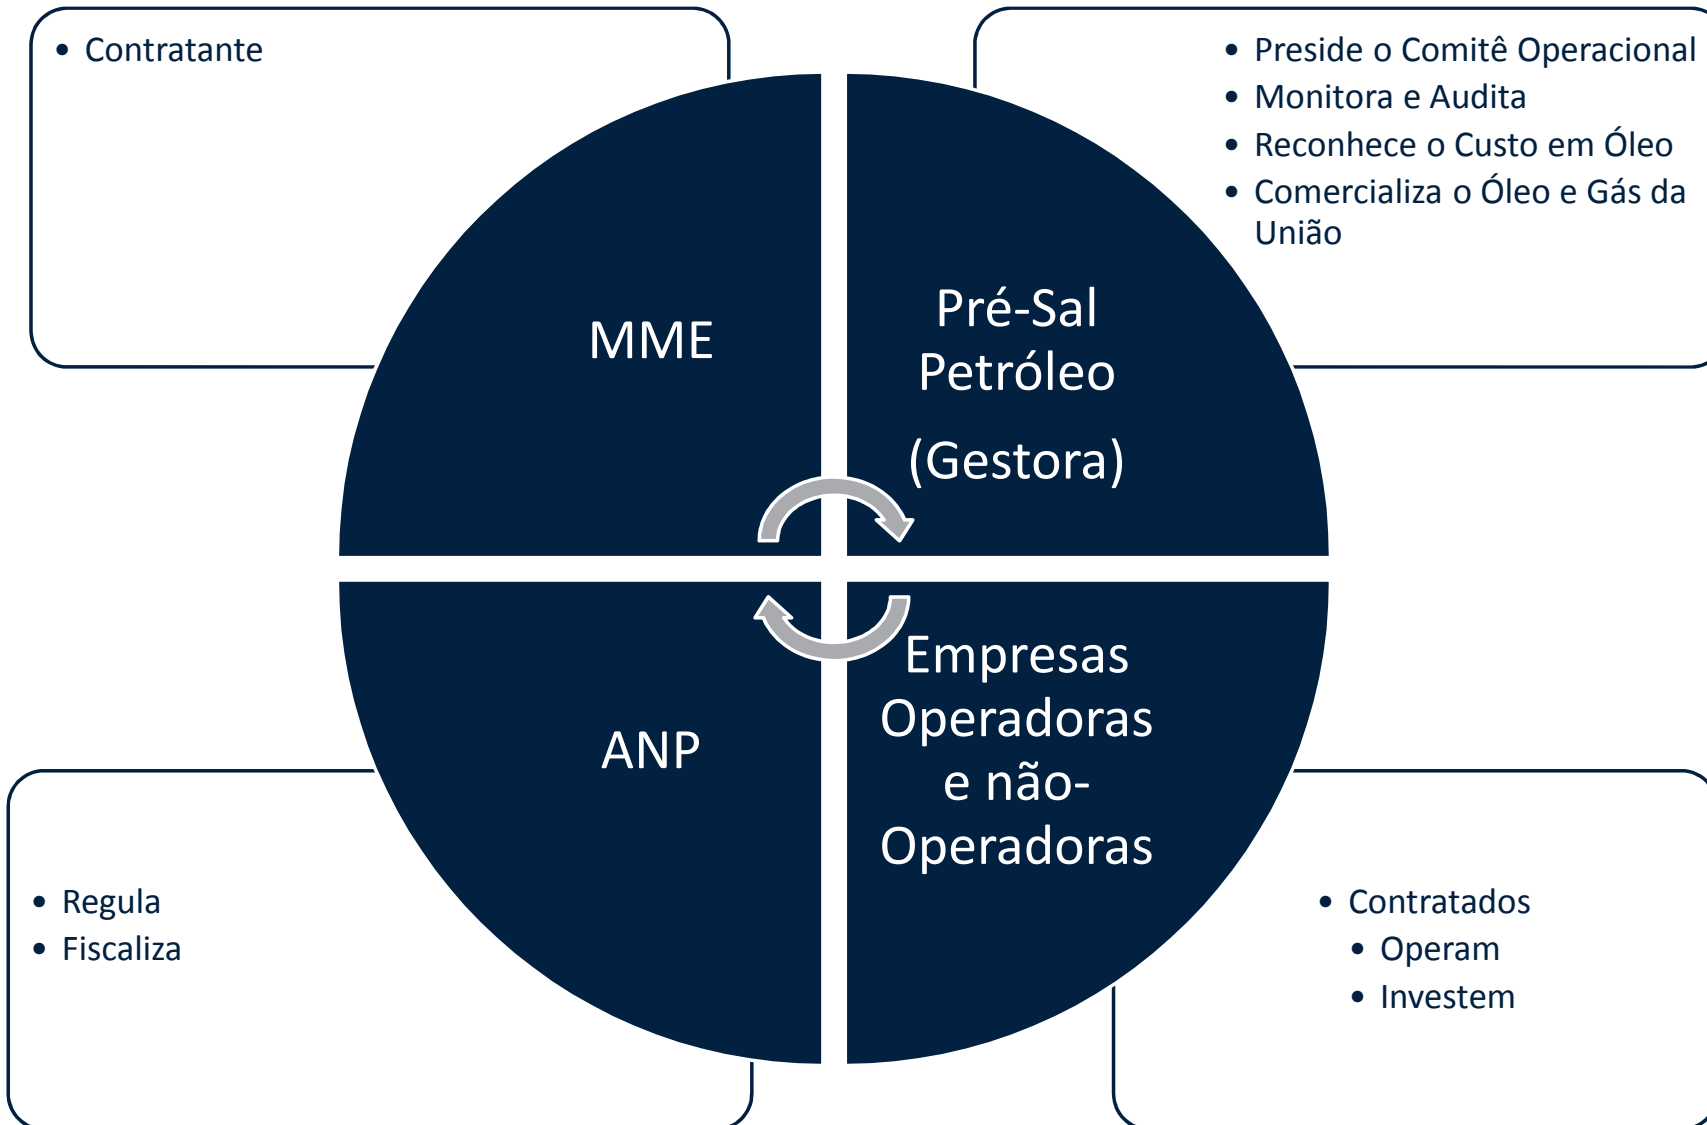 • Contratante
• Preside o Comitê Operacional
• Monitora e Audita
• Reconhece o Custo em Óleo
• Comercializa o Óleo e Gás da
União
MME
Pré-Sal
Petróleo
(Gestora)
ANP
Empresas
Operadoras
e não-
Operadoras
• Regula
• Fiscaliza
• Contratados
• Operam
• Investem